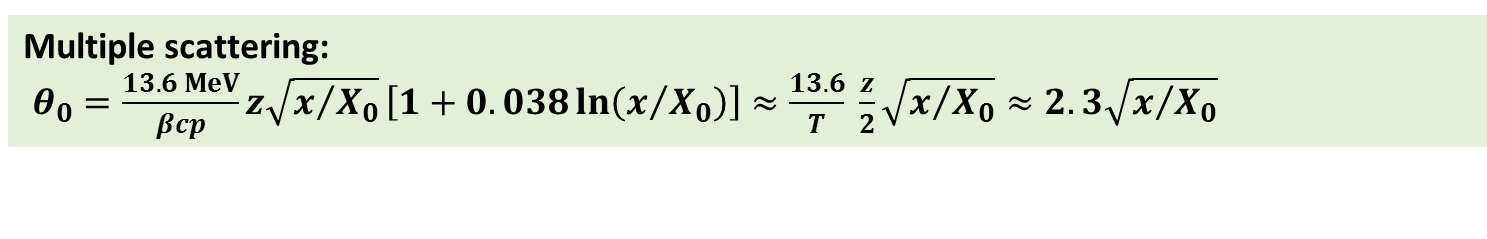 Multiple scattering:
θ₀ = 13.6 MeV/βcp z√x/X₀ [1 + 0.038 ln(x/X₀)] ≈ 13.6/T z/2 √x/X₀ ≈ 2.3√x/X₀